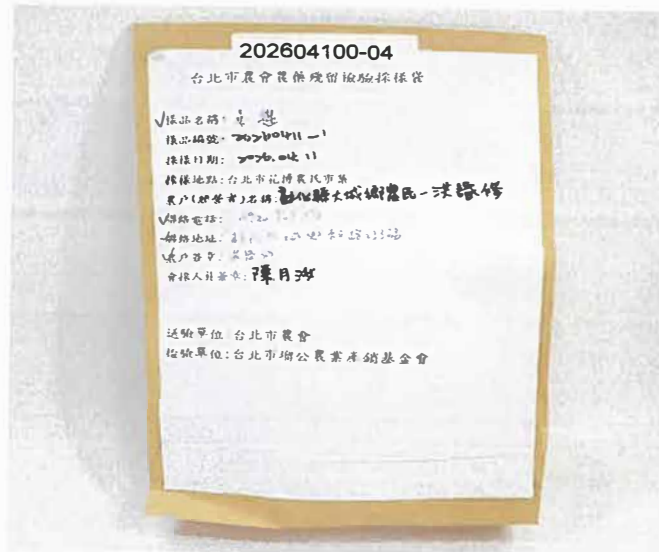 202604100-04
台北市農會農藥殘留檢驗採樣袋
樣品名稱:
樣品編號: 20260411-1
採樣日期: 2026.04.11
採樣地點:台北市花博農民市集
農戶(經營者)名稱:彰化縣大城鄉農民-洪
聯絡電話:
聯絡地址:
農戶簽章:
會採人員簽章:陳月
送驗單位:台北市農會
檢驗單位:台北市瑠公農業產銷基金會